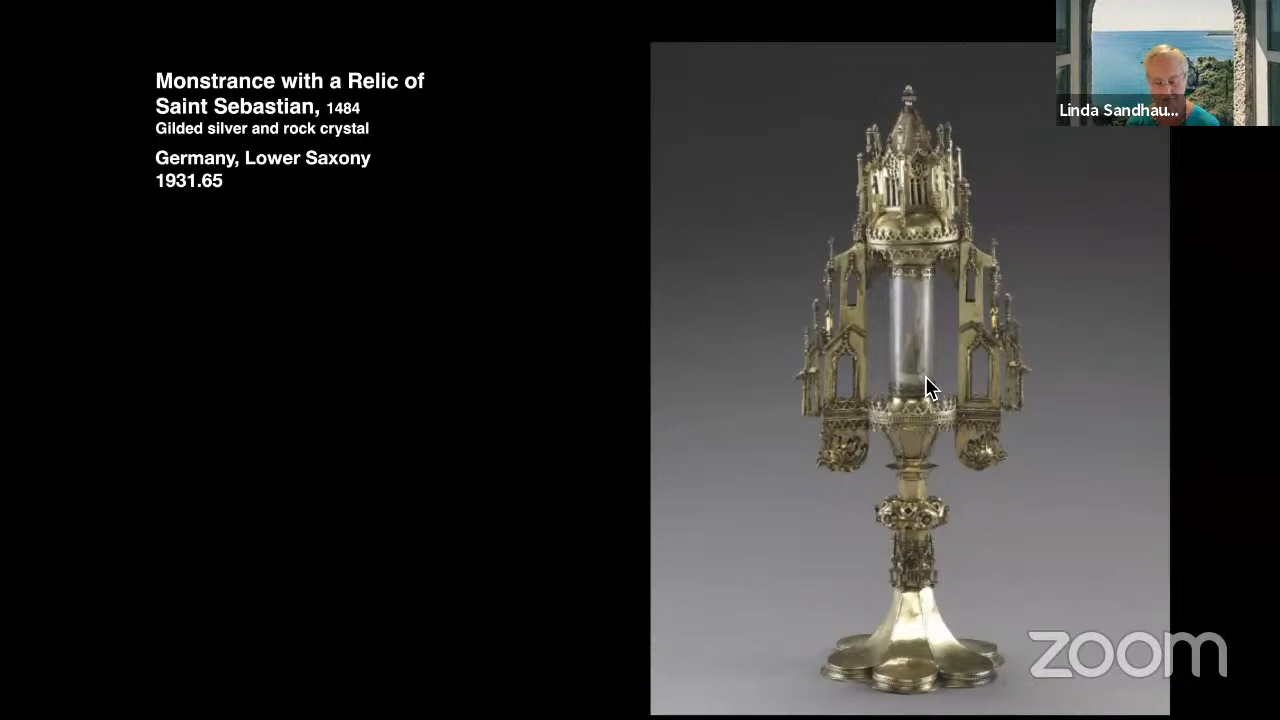 Monstrance with a Relic of
Saint Sebastian, 1484
Gilded silver and rock crystal
Germany, Lower Saxony
1931.65
Linda Sandhau...
zoom